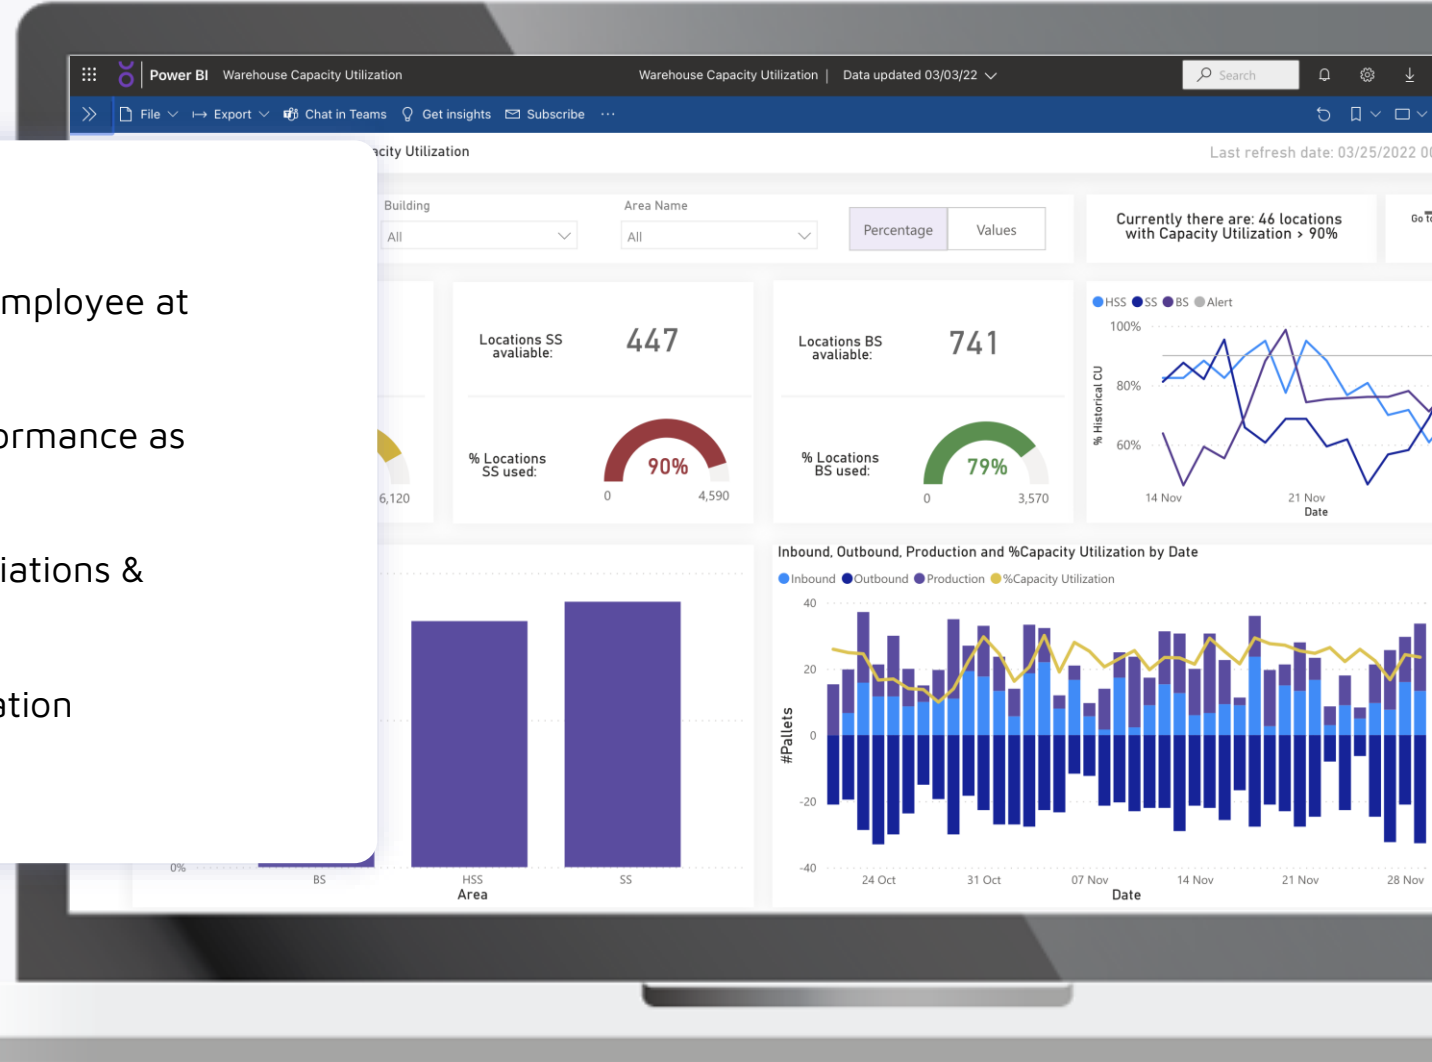 Power BI Warehouse Capacity Utilization
Warehouse Capacity Utilization | Data updated 03/03/22
Search
File Export Chat in Teams Get insights Subscribe ...
acity Utilization
Last refresh date: 03/25/2022 00
mployee at
ormance as
iations &
ation
Building
All
Area Name
All
Percentage Values
Currently there are: 46 locations
with Capacity Utilization > 90%
Go to
6,120
Locations SS
avaliable:
447
% Locations
SS used:
90%
0 4,590
Locations BS
avaliable:
741
% Locations
BS used:
79%
0 3,570
HSS SS BS Alert
100%
80%
60%
% Historical CU
14 Nov 21 Nov
Date
0%
BS HSS SS
Area
Inbound, Outbound, Production and %Capacity Utilization by Date
Inbound Outbound Production %Capacity Utilization
40
20
0
-20
-40
#Pallets
24 Oct 31 Oct 07 Nov 14 Nov 21 Nov 28 Nov
Date